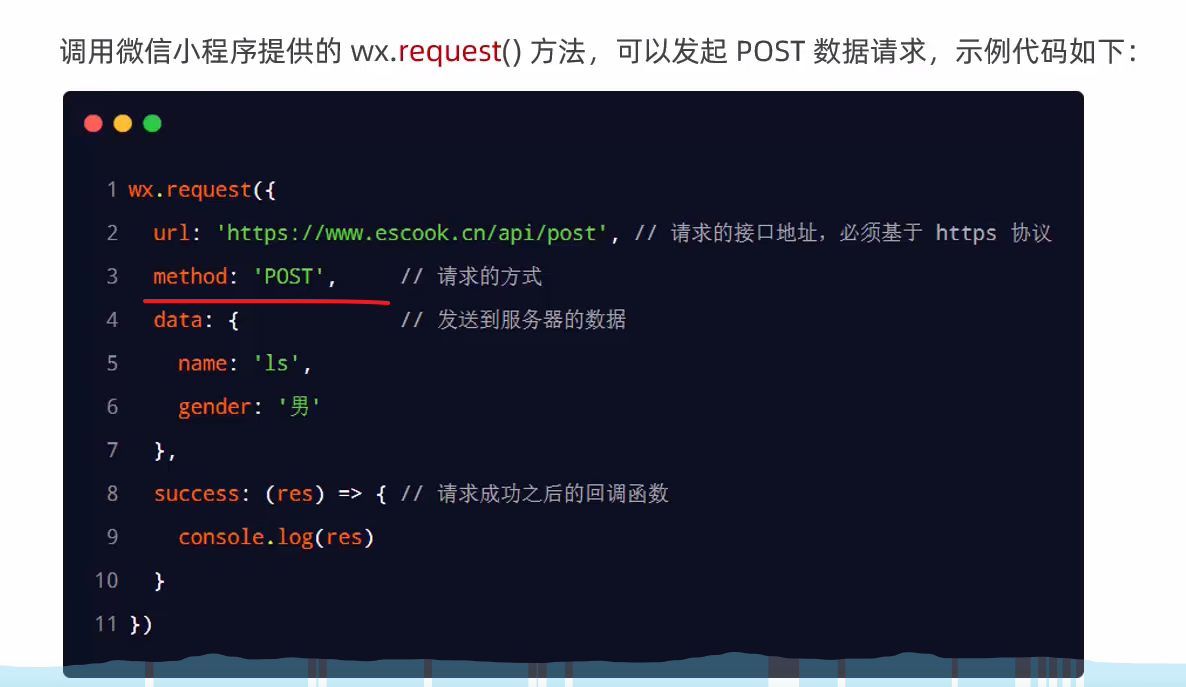 调用微信小程序提供的 wx.request() 方法，可以发起 POST 数据请求，示例代码如下：
1 wx.request({
2   url: 'https://www.escook.cn/api/post', // 请求的接口地址，必须基于 https 协议
3   method: 'POST',     // 请求的方式
4   data: {             // 发送到服务器的数据
5     name: 'ls',
6     gender: '男'
7   },
8   success: (res) => { // 请求成功之后的回调函数
9     console.log(res)
10   }
11 })